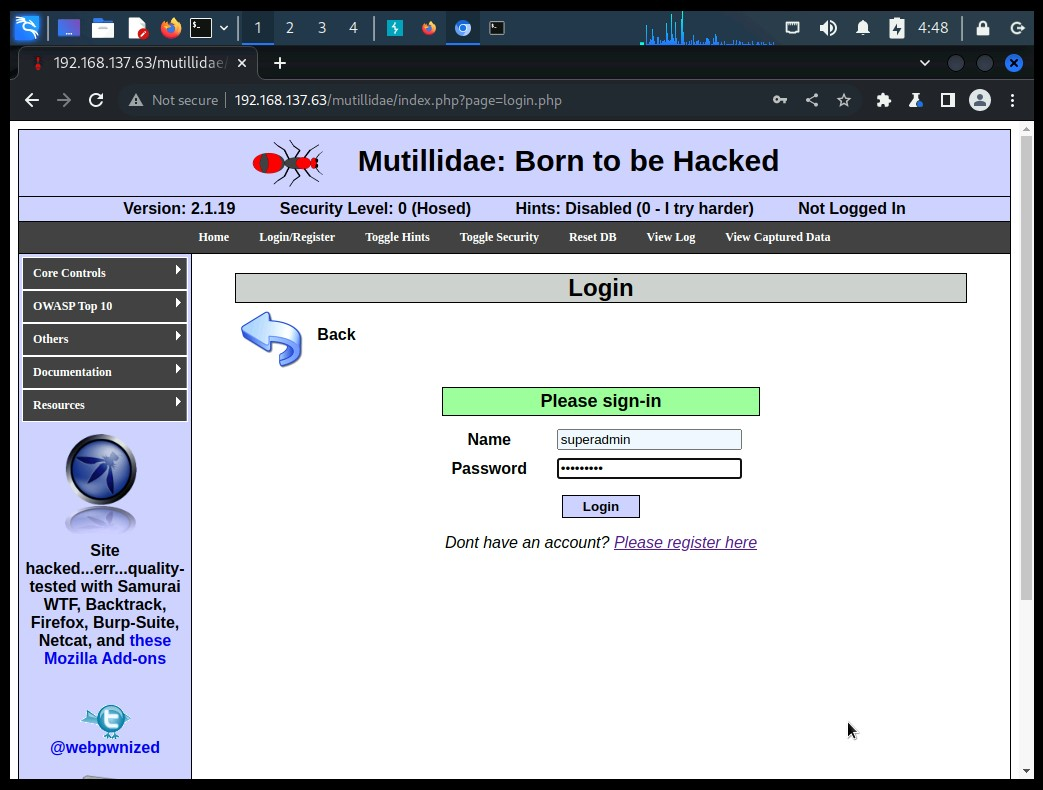 1 2 3 4 4:48
192.168.137.63/mutillidae/
Not secure 192.168.137.63/mutillidae/index.php?page=login.php
Mutillidae: Born to be Hacked
Version: 2.1.19 Security Level: 0 (Hosed) Hints: Disabled (0 - I try harder) Not Logged In
Home Login/Register Toggle Hints Toggle Security Reset DB View Log View Captured Data
Core Controls
OWASP Top 10
Others
Documentation
Resources
Site
hacked...err...quality-
tested with Samurai
WTF, Backtrack,
Firefox, Burp-Suite,
Netcat, and these
Mozilla Add-ons
@webpwnized
Login
Back
Please sign-in
Name superadmin
Password •••••••••
Login
Dont have an account? Please register here